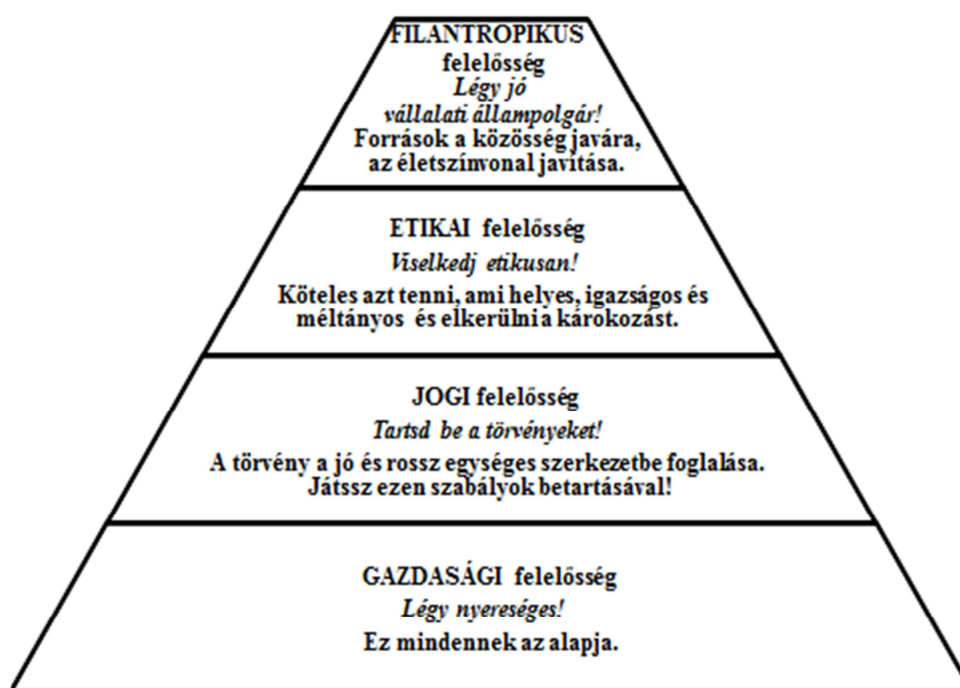 FILANTROPIKUS
felelősség
Légy jó
vállalati állampolgár!
Források a közösség javára,
az életszínvonal javítása.
ETIKAI felelősség
Viselkedj etikusan!
Köteles azt tenni, ami helyes, igazságos és
méltányos és elkerülni a károkozást.
JOGI felelősség
Tartsd be a törvényeket!
A törvény a jó és rossz egységes szerkezetbe foglalása.
Játssz ezen szabályok betartásával!
GAZDASÁGI felelősség
Légy nyereséges!
Ez mindennek az alapja.